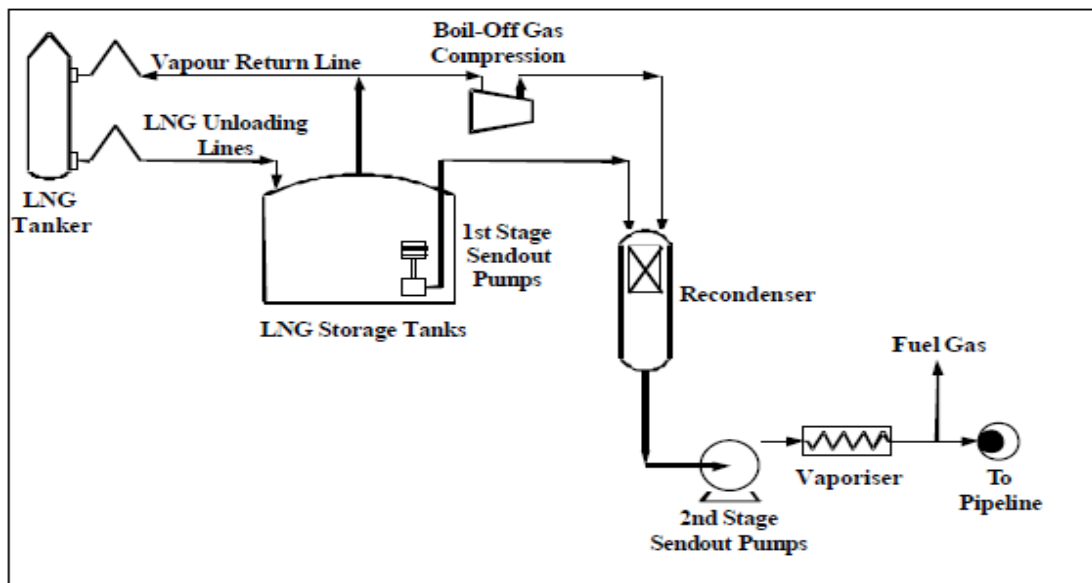 Boil-Off Gas
Compression
Vapour Return Line
LNG Unloading
Lines
LNG
Tanker
1st Stage
Sendout
Pumps
LNG Storage Tanks
Recondenser
Fuel Gas
Vaporiser
To
Pipeline
2nd Stage
Sendout Pumps